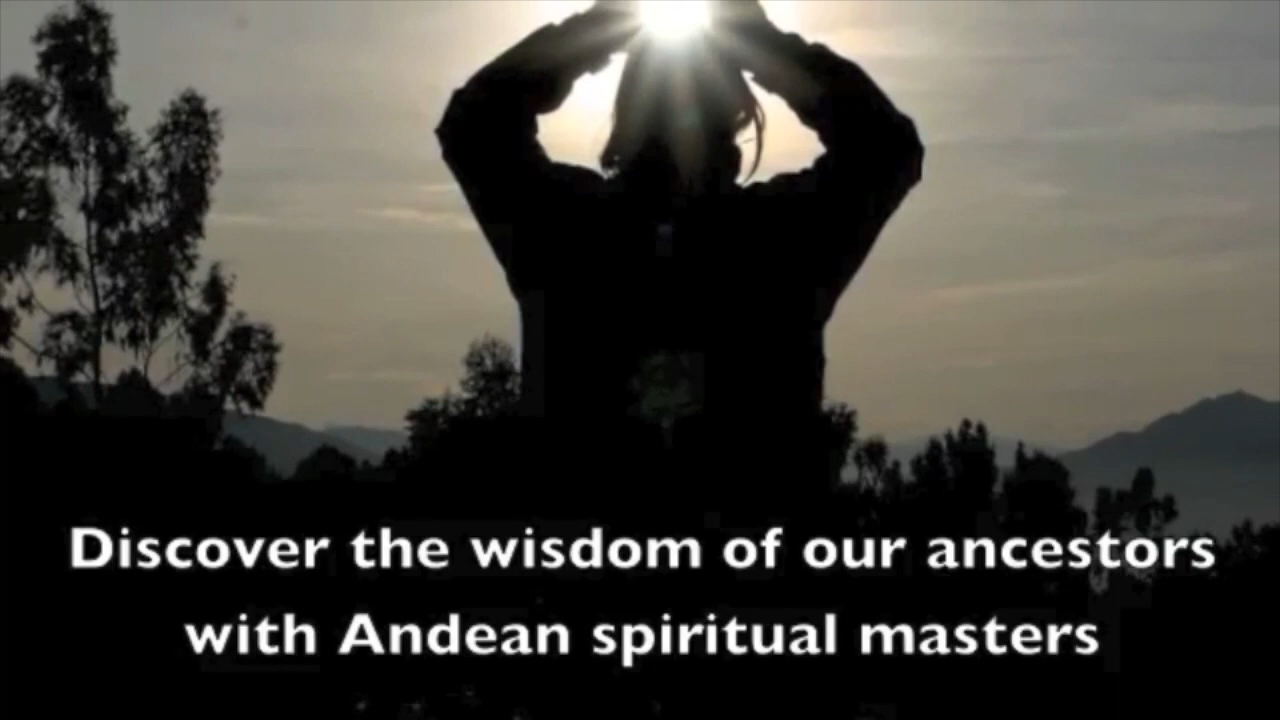 Discover the wisdom of our ancestors
with Andean spiritual masters